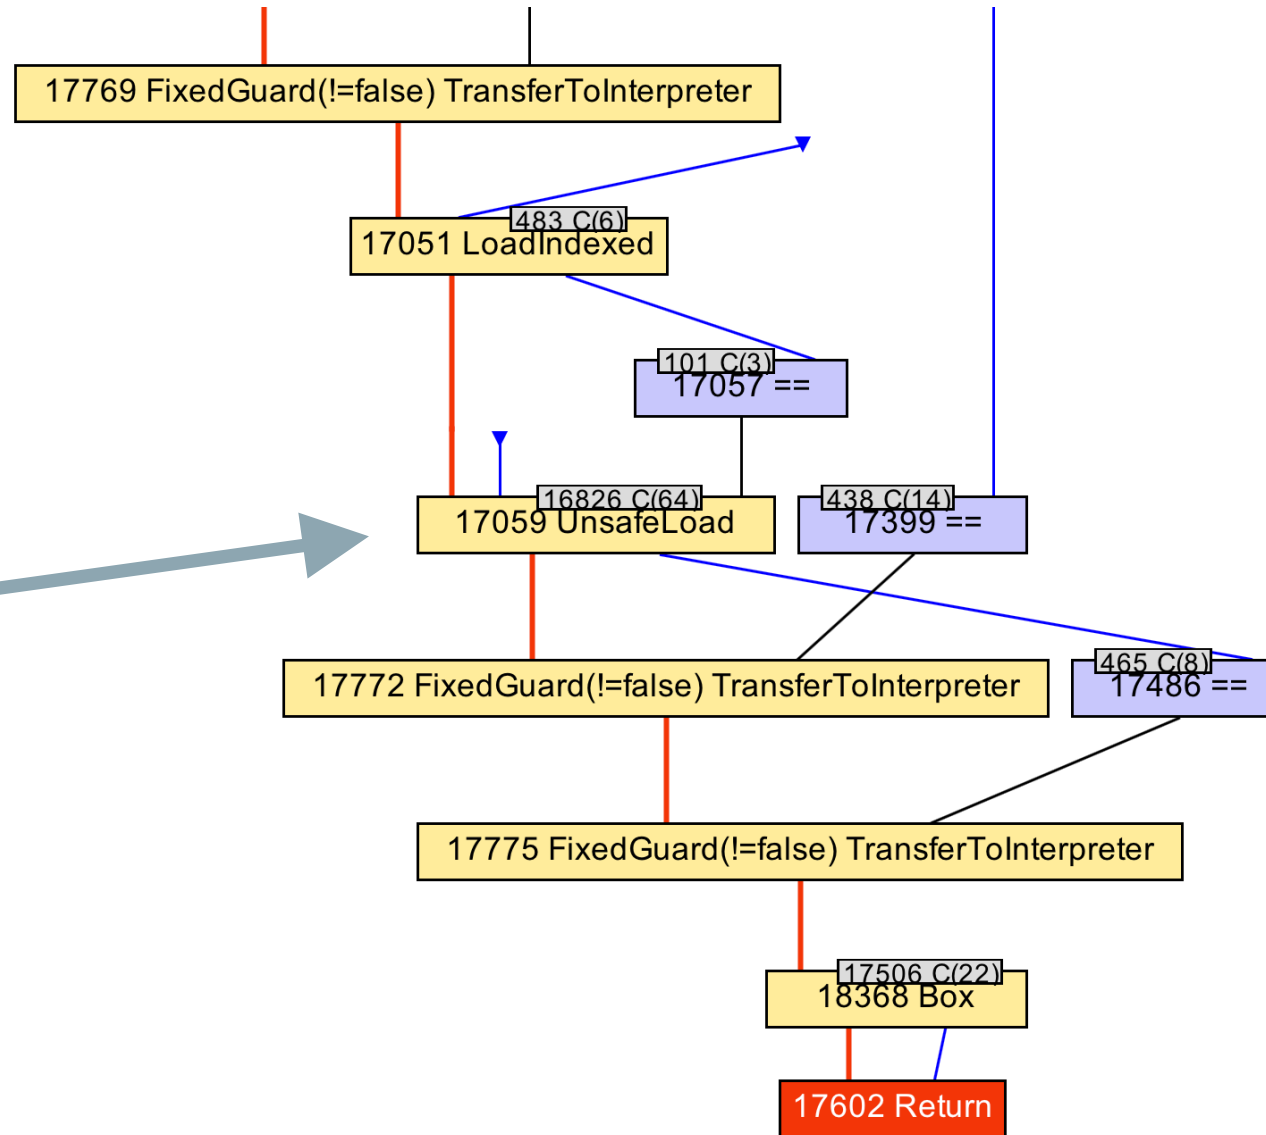 17769 FixedGuard(!=false) TransferToInterpreter
483 C(6)
17051 LoadIndexed
101 C(3)
17057 ==
16826 C(64)
17059 UnsafeLoad
438 C(14)
17399 ==
17772 FixedGuard(!=false) TransferToInterpreter
465 C(8)
17486 ==
17775 FixedGuard(!=false) TransferToInterpreter
17506 C(22)
18368 Box
17602 Return